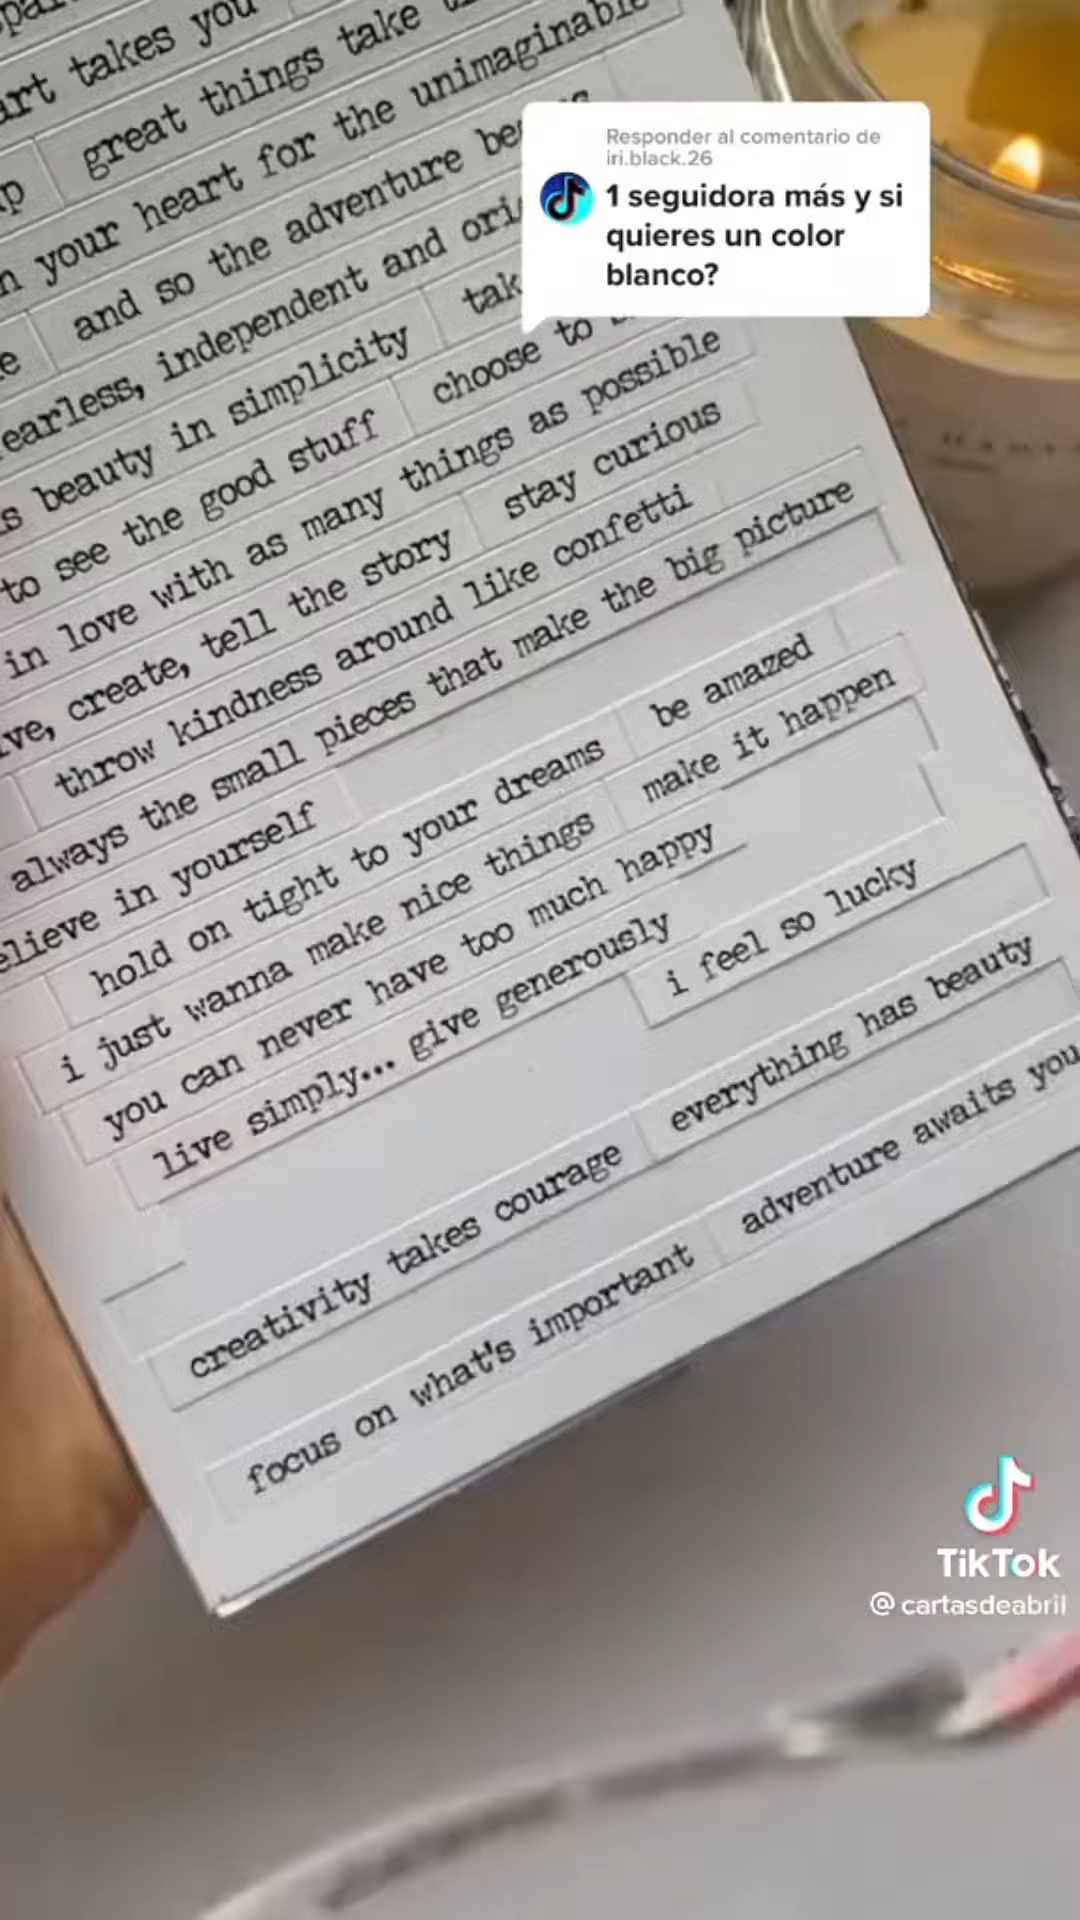 takes you
great things take
your heart for the unimaginable
and so the adventure
independent and
beauty in simplicity
choose to
to see the good stuff
in love with as many things as possible
create, tell the story
stay curious
throw kindness around like confetti
always the small pieces that make the big picture
in yourself
be amazed
hold on tight to your dreams
make it happen
i just wanna make nice things
you can never have too much happy
live simply... give generously
i feel so lucky
creativity takes courage
everything has beauty
focus on what's important
adventure awaits you
Responder al comentario de
iri.black.26
1 seguidora más y si
quieres un color
blanco?
TikTok
@cartasdeabril